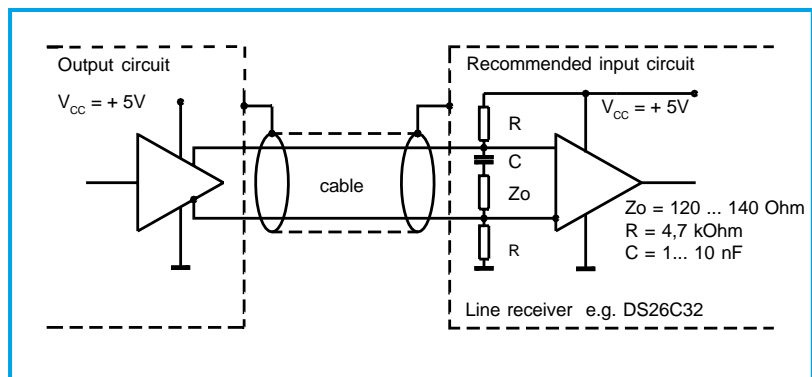 Output circuit
V_CC = + 5V
cable
Recommended input circuit
V_CC = + 5V
R
C
Zo
R
Zo = 120 ... 140 Ohm
R = 4,7 kOhm
C = 1... 10 nF
Line receiver e.g. DS26C32